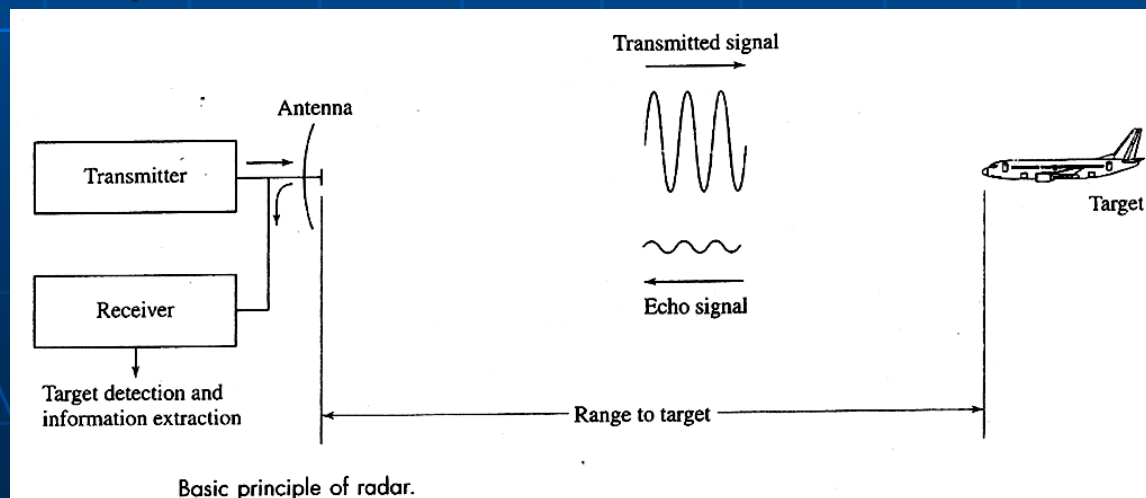 Transmitted signal
Antenna
Transmitter
Target
Receiver
Echo signal
Target detection and
information extraction
Range to target
Basic principle of radar.